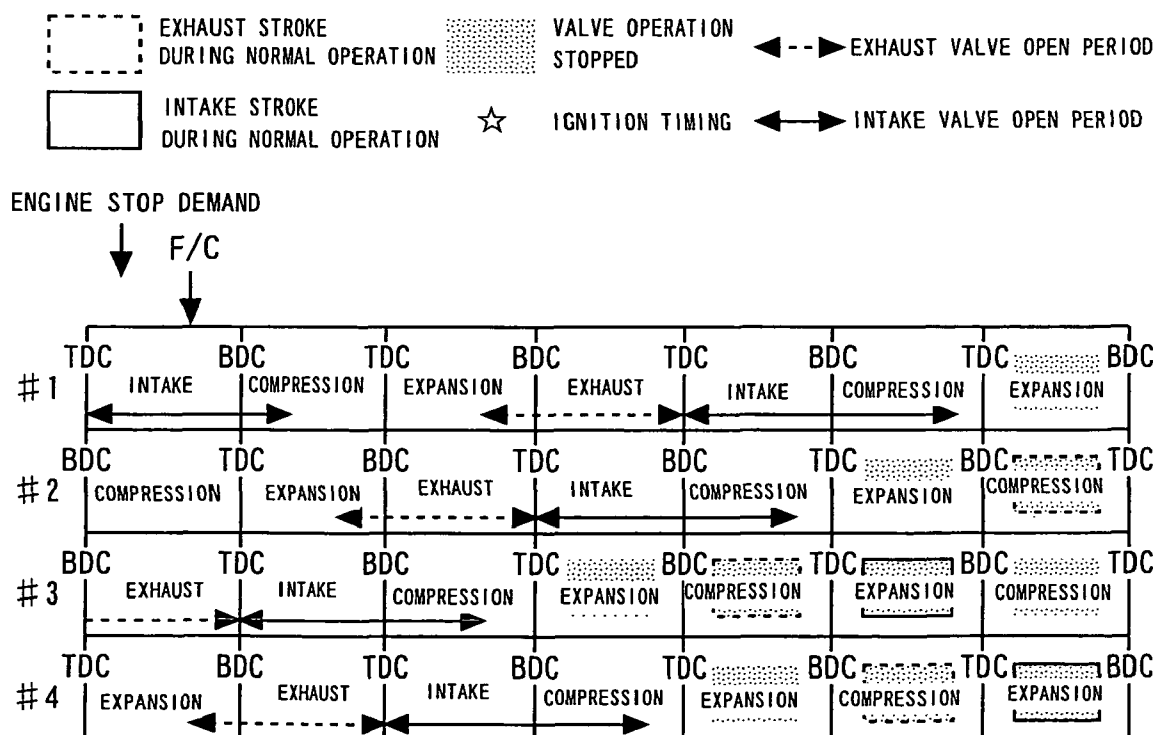 EXHAUST STROKE
DURING NORMAL OPERATION
VALVE OPERATION
STOPPED
EXHAUST VALVE OPEN PERIOD
INTAKE STROKE
DURING NORMAL OPERATION
IGNITION TIMING
INTAKE VALVE OPEN PERIOD
ENGINE STOP DEMAND
F/C
TDC BDC TDC BDC TDC BDC TDC BDC
#1 INTAKE COMPRESSION EXPANSION EXHAUST INTAKE COMPRESSION EXPANSION
BDC TDC BDC TDC BDC TDC BDC TDC
#2 COMPRESSION EXPANSION EXHAUST INTAKE COMPRESSION EXPANSION COMPRESSION
BDC TDC BDC TDC BDC TDC BDC TDC
#3 EXHAUST INTAKE COMPRESSION EXPANSION COMPRESSION EXPANSION COMPRESSION
TDC BDC TDC BDC TDC BDC TDC BDC
#4 EXPANSION EXHAUST INTAKE COMPRESSION EXPANSION COMPRESSION EXPANSION